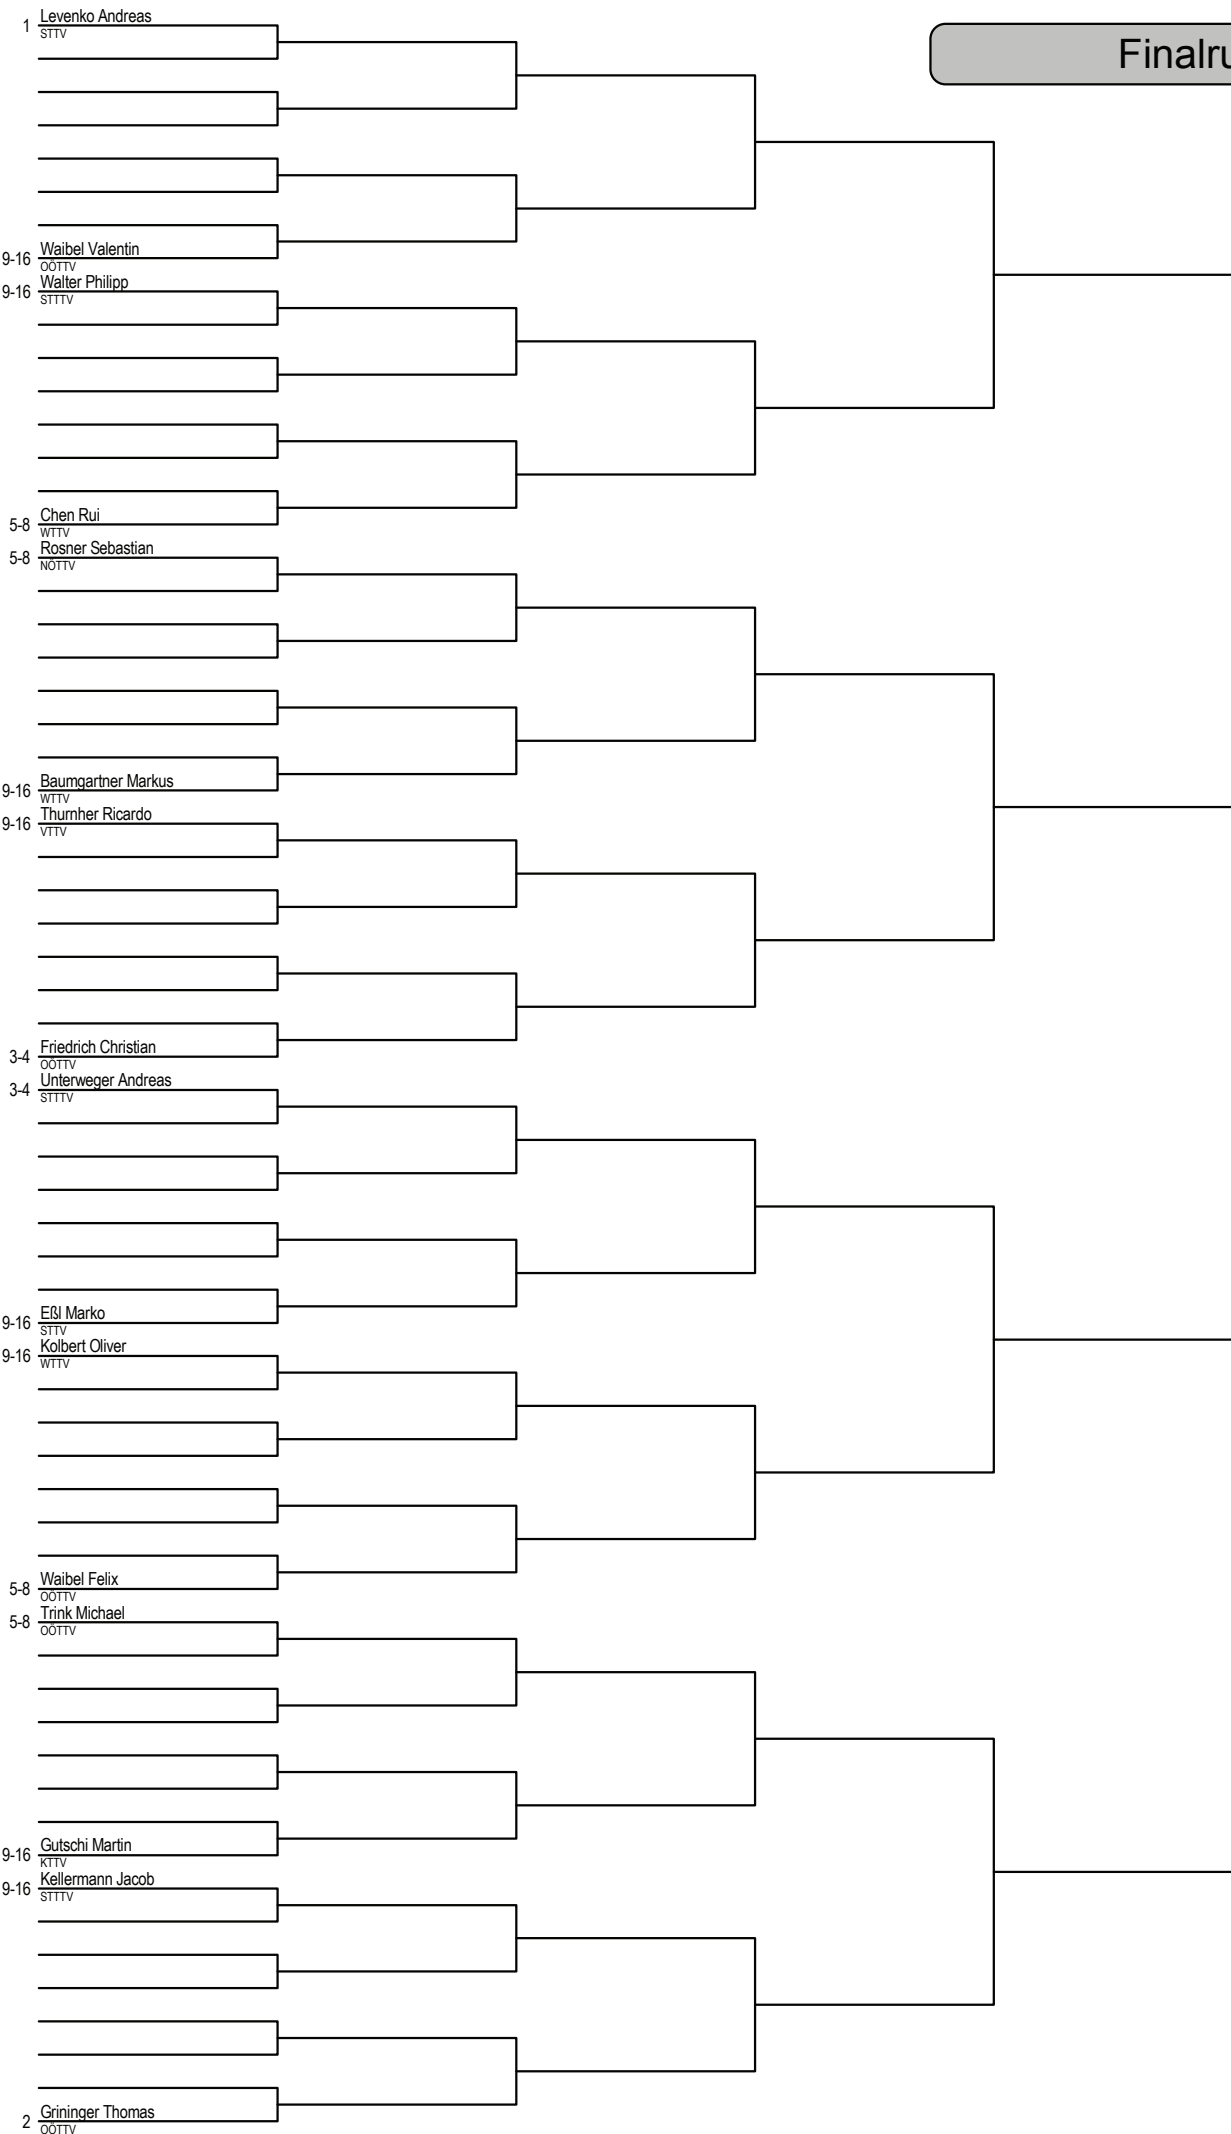 Levenko Andreas
1
STTV
Finalru
Waibel Valentin
9-16
OÖTTV
Walter Philipp
9-16
STTTV
Chen Rui
5-8
WTTV
Rosner Sebastian
5-8
NÖTTV
Baumgartner Markus
9-16
WTTV
Thurnher Ricardo
9-16
VTTV
Friedrich Christian
3-4
OÖTTV
Unterweger Andreas
3-4
STTTV
Eßl Marko
9-16
STTV
Kolbert Oliver
9-16
WTTV
Waibel Felix
5-8
OÖTTV
Trink Michael
5-8
OÖTTV
Gutschi Martin
9-16
KTTV
Kellermann Jacob
9-16
STTTV
Grininger Thomas
2
OÖTTV